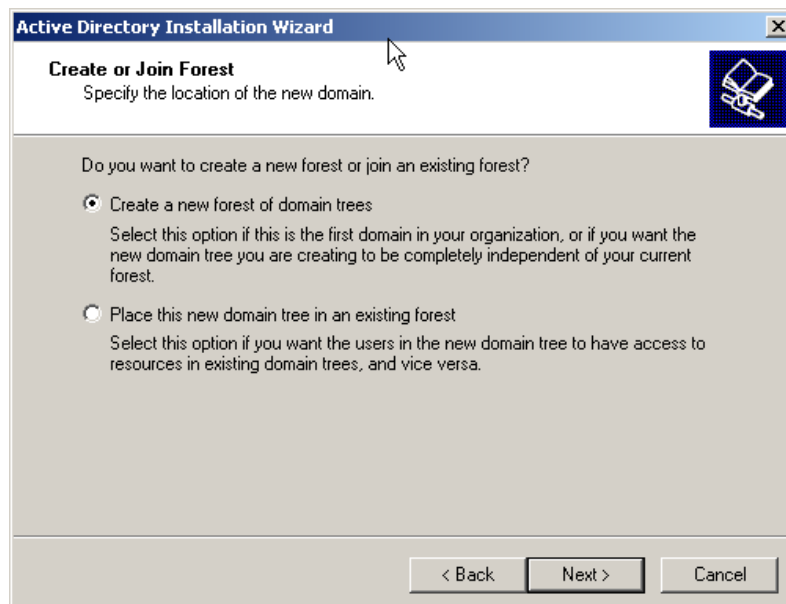 Active Directory Installation Wizard
Create or Join Forest
Specify the location of the new domain.
Do you want to create a new forest or join an existing forest?
Create a new forest of domain trees
Select this option if this is the first domain in your organization, or if you want the
new domain tree you are creating to be completely independent of your current
forest.
Place this new domain tree in an existing forest
Select this option if you want the users in the new domain tree to have access to
resources in existing domain trees, and vice versa.
< Back Next > Cancel